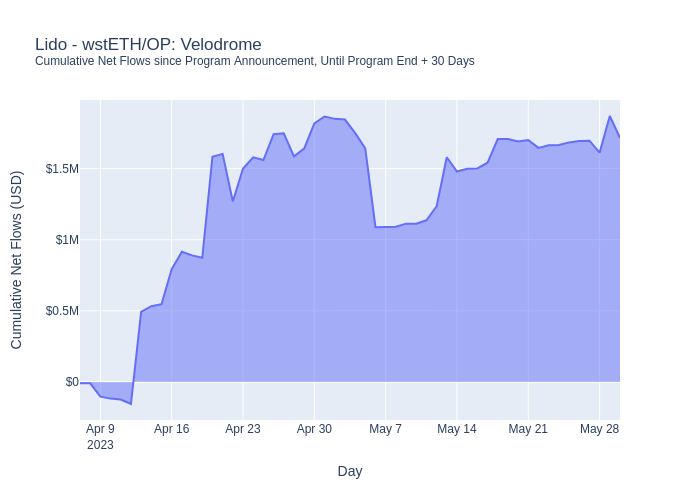 Lido - wstETH/OP: Velodrome
Cumulative Net Flows since Program Announcement, Until Program End + 30 Days
Cumulative Net Flows (USD)
$1.5M
$1M
$0.5M
$0
Apr 9 Apr 16 Apr 23 Apr 30 May 7 May 14 May 21 May 28
2023
Day